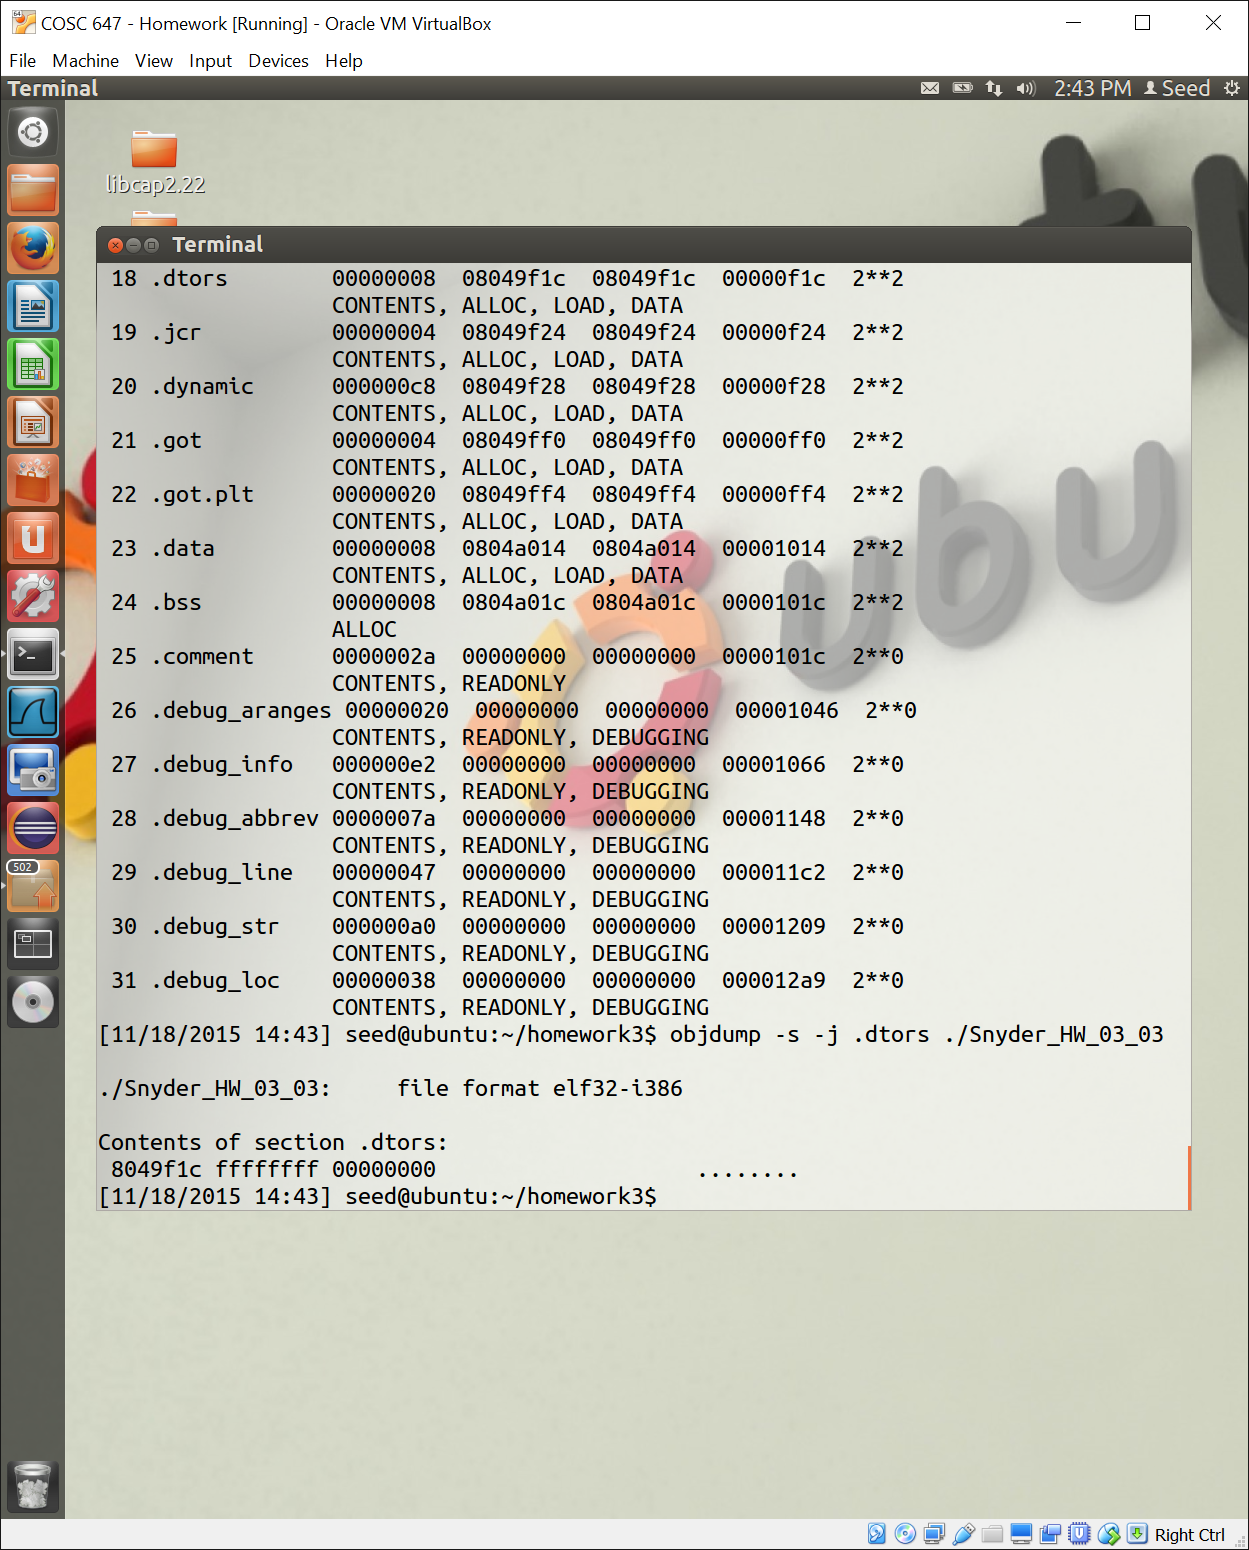 COSC 647 - Homework [Running] - Oracle VM VirtualBox
File Machine View Input Devices Help
Terminal 2:43 PM Seed
libcap2.22
Terminal
18 .dtors 00000008 08049f1c 08049f1c 00000f1c 2**2
CONTENTS, ALLOC, LOAD, DATA
19 .jcr 00000004 08049f24 08049f24 00000f24 2**2
CONTENTS, ALLOC, LOAD, DATA
20 .dynamic 000000c8 08049f28 08049f28 00000f28 2**2
CONTENTS, ALLOC, LOAD, DATA
21 .got 00000004 08049ff0 08049ff0 00000ff0 2**2
CONTENTS, ALLOC, LOAD, DATA
22 .got.plt 00000020 08049ff4 08049ff4 00000ff4 2**2
CONTENTS, ALLOC, LOAD, DATA
23 .data 00000008 0804a014 0804a014 00001014 2**2
CONTENTS, ALLOC, LOAD, DATA
24 .bss 00000008 0804a01c 0804a01c 0000101c 2**2
ALLOC
25 .comment 0000002a 00000000 00000000 0000101c 2**0
CONTENTS, READONLY
26 .debug_aranges 00000020 00000000 00000000 00001046 2**0
CONTENTS, READONLY, DEBUGGING
27 .debug_info 000000e2 00000000 00000000 00001066 2**0
CONTENTS, READONLY, DEBUGGING
28 .debug_abbrev 0000007a 00000000 00000000 00001148 2**0
CONTENTS, READONLY, DEBUGGING
29 .debug_line 00000047 00000000 00000000 000011c2 2**0
CONTENTS, READONLY, DEBUGGING
30 .debug_str 000000a0 00000000 00000000 00001209 2**0
CONTENTS, READONLY, DEBUGGING
31 .debug_loc 00000038 00000000 00000000 000012a9 2**0
CONTENTS, READONLY, DEBUGGING
[11/18/2015 14:43] seed@ubuntu:~/homework3$ objdump -s -j .dtors ./Snyder_HW_03_03
./Snyder_HW_03_03: file format elf32-i386
Contents of section .dtors:
8049f1c ffffffff 00000000 ........
[11/18/2015 14:43] seed@ubuntu:~/homework3$
502
ubu
Right Ctrl